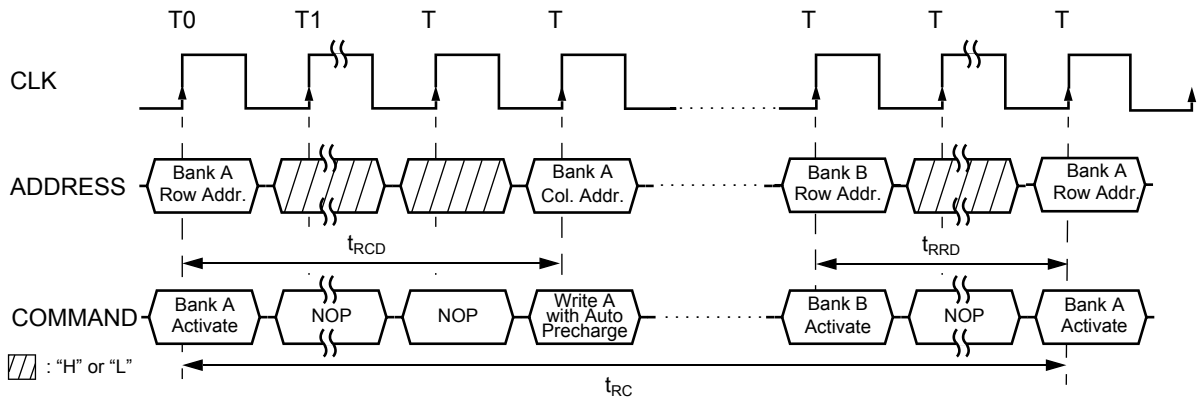 T0 T1 T T T T T
CLK
Bank A Bank A Bank B Bank A
ADDRESS Row Addr. Col. Addr. Row Addr. Row Addr.
tRCD tRRD
Bank A Write A Bank B Bank A
COMMAND Activate NOP NOP with Auto Activate NOP Activate
Precharge
: “H” or “L”
tRC